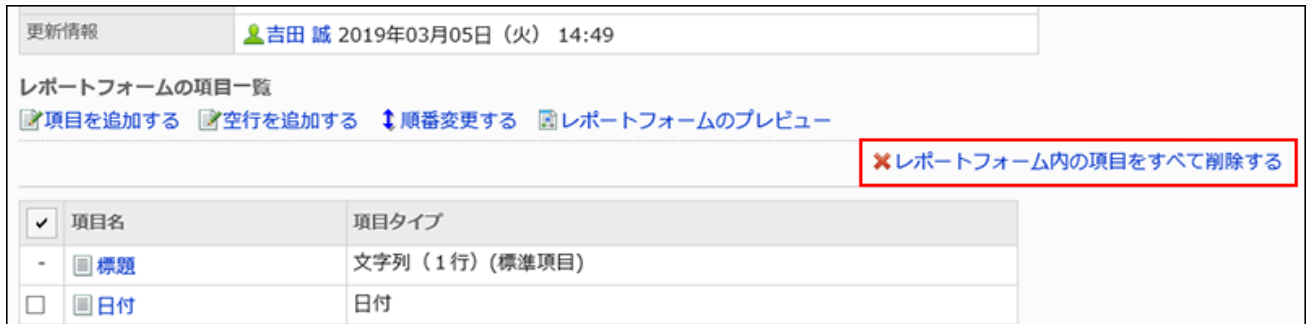 更新情報 吉田 誠 2019年03月05日（火） 14:49
レポートフォームの項目一覧
項目を追加する 空行を追加する 順番変更する レポートフォームのプレビュー
レポートフォーム内の項目をすべて削除する
項目名 項目タイプ
- 標題 文字列（１行）(標準項目)
日付 日付